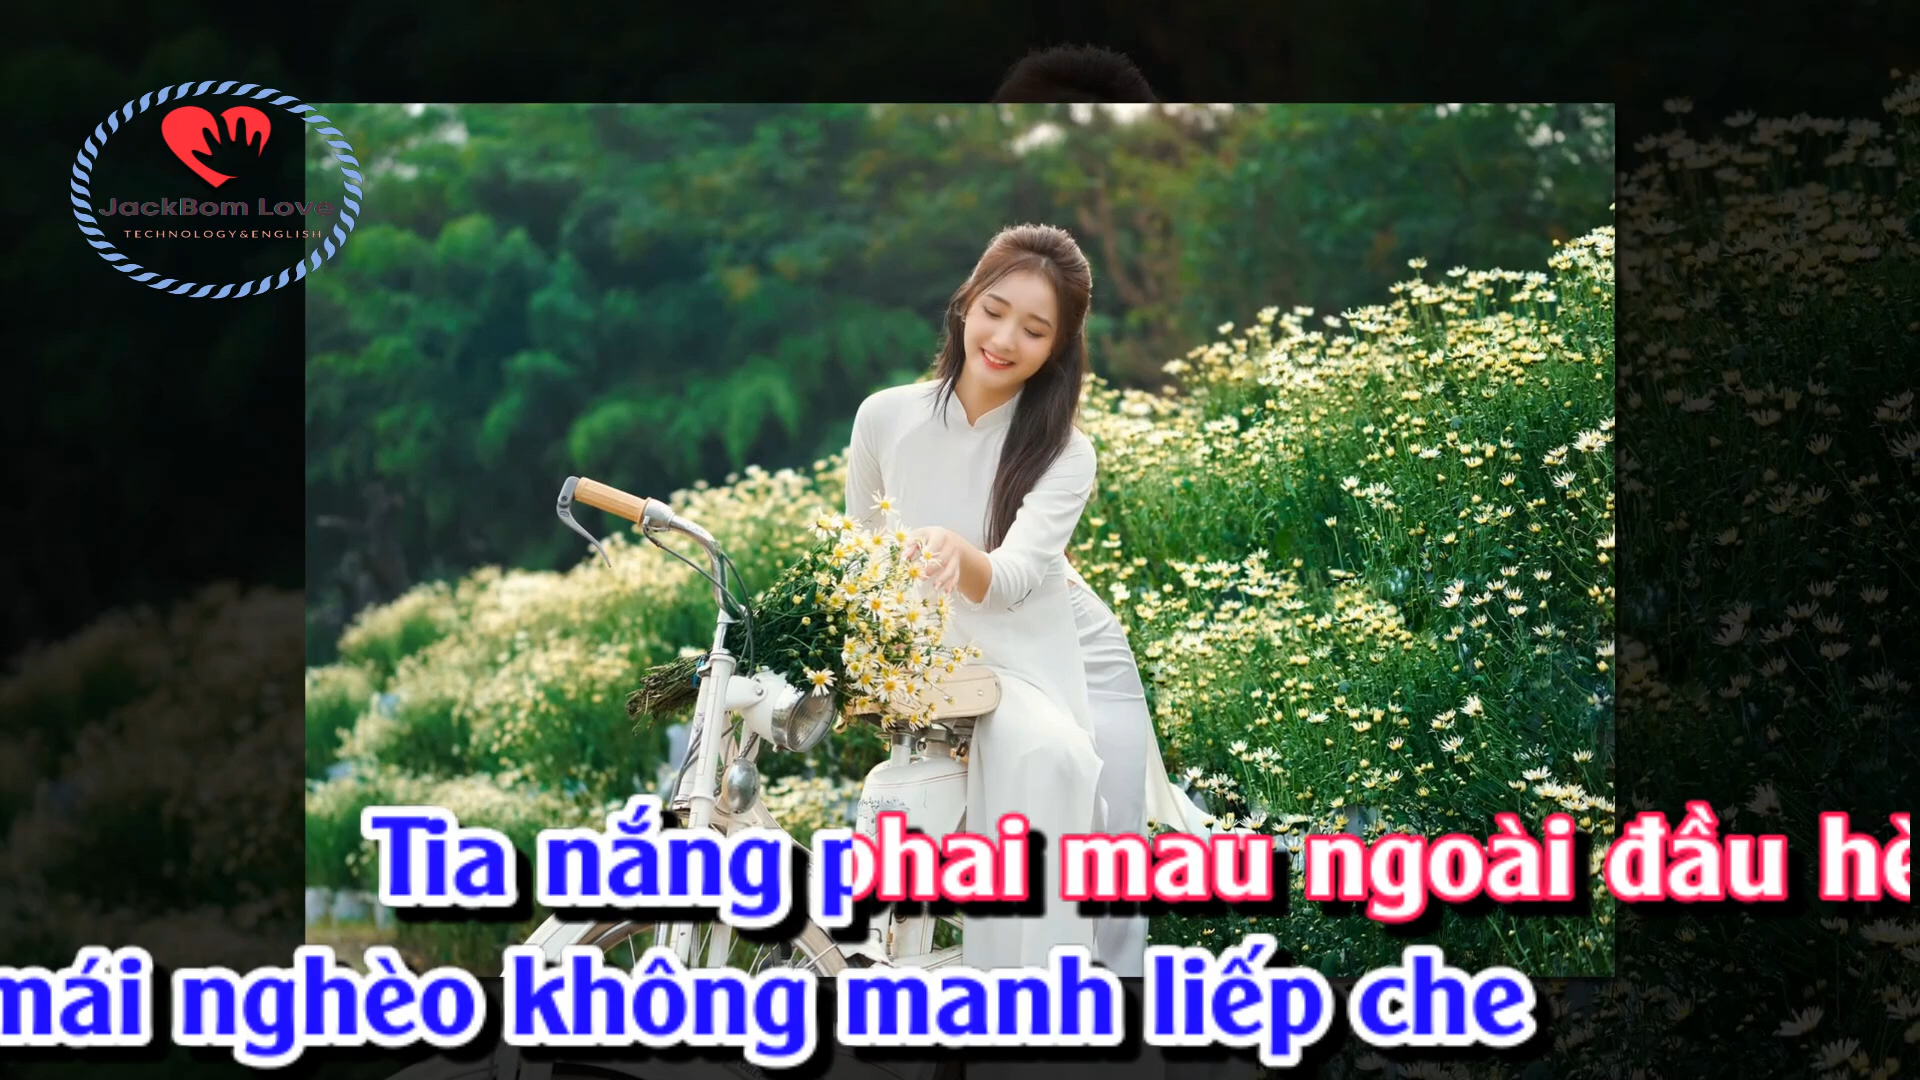 JackBom Love
TECHNOLOGY&ENGLISH
Tia nắng phai mau ngoài đầu hè
mái nghèo không manh liếp che